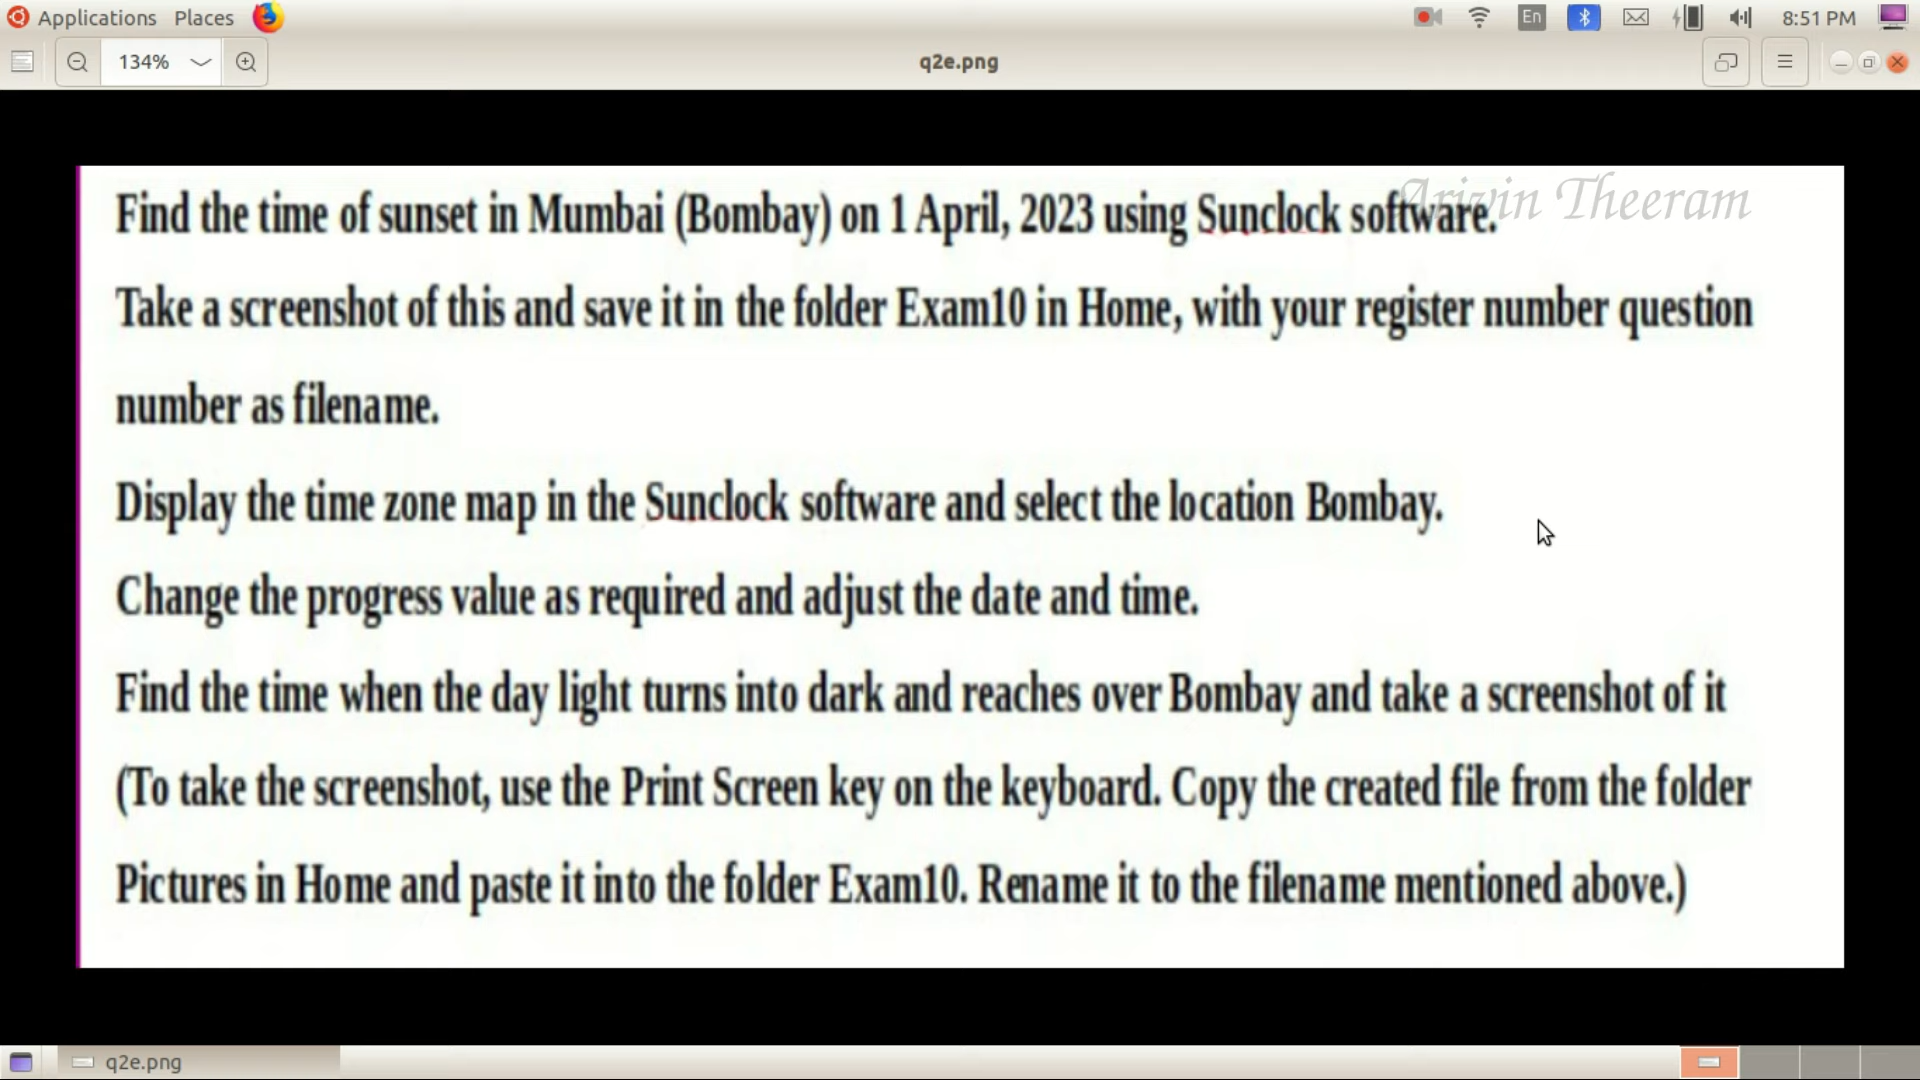 Applications Places En 8:51 PM
134% q2e.png
Arivin Theeram
Find the time of sunset in Mumbai (Bombay) on 1 April, 2023 using Sunclock software.
Take a screenshot of this and save it in the folder Exam10 in Home, with your register number question
number as filename.
Display the time zone map in the Sunclock software and select the location Bombay.
Change the progress value as required and adjust the date and time.
Find the time when the day light turns into dark and reaches over Bombay and take a screenshot of it
(To take the screenshot, use the Print Screen key on the keyboard. Copy the created file from the folder
Pictures in Home and paste it into the folder Exam10. Rename it to the filename mentioned above.)
q2e.png